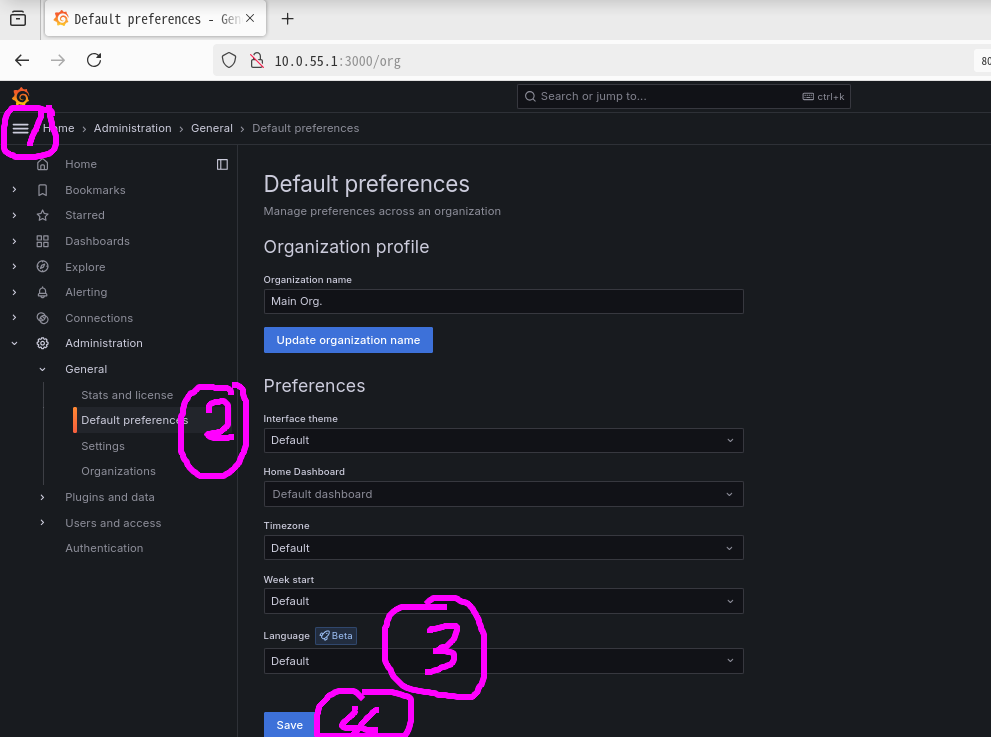 Default preferences - Gen
10.0.55.1:3000/org
80
Search or jump to...
ctrl+k
1
Home › Administration › General › Default preferences
Home
Bookmarks
Starred
Dashboards
Explore
Alerting
Connections
Administration
General
Stats and license
Default preferences
2
Settings
Organizations
Plugins and data
Users and access
Authentication
Default preferences
Manage preferences across an organization
Organization profile
Organization name
Main Org.
Update organization name
Preferences
Interface theme
Default
Home Dashboard
Default dashboard
Timezone
Default
Week start
Default
Language Beta
3
Default
Save
4